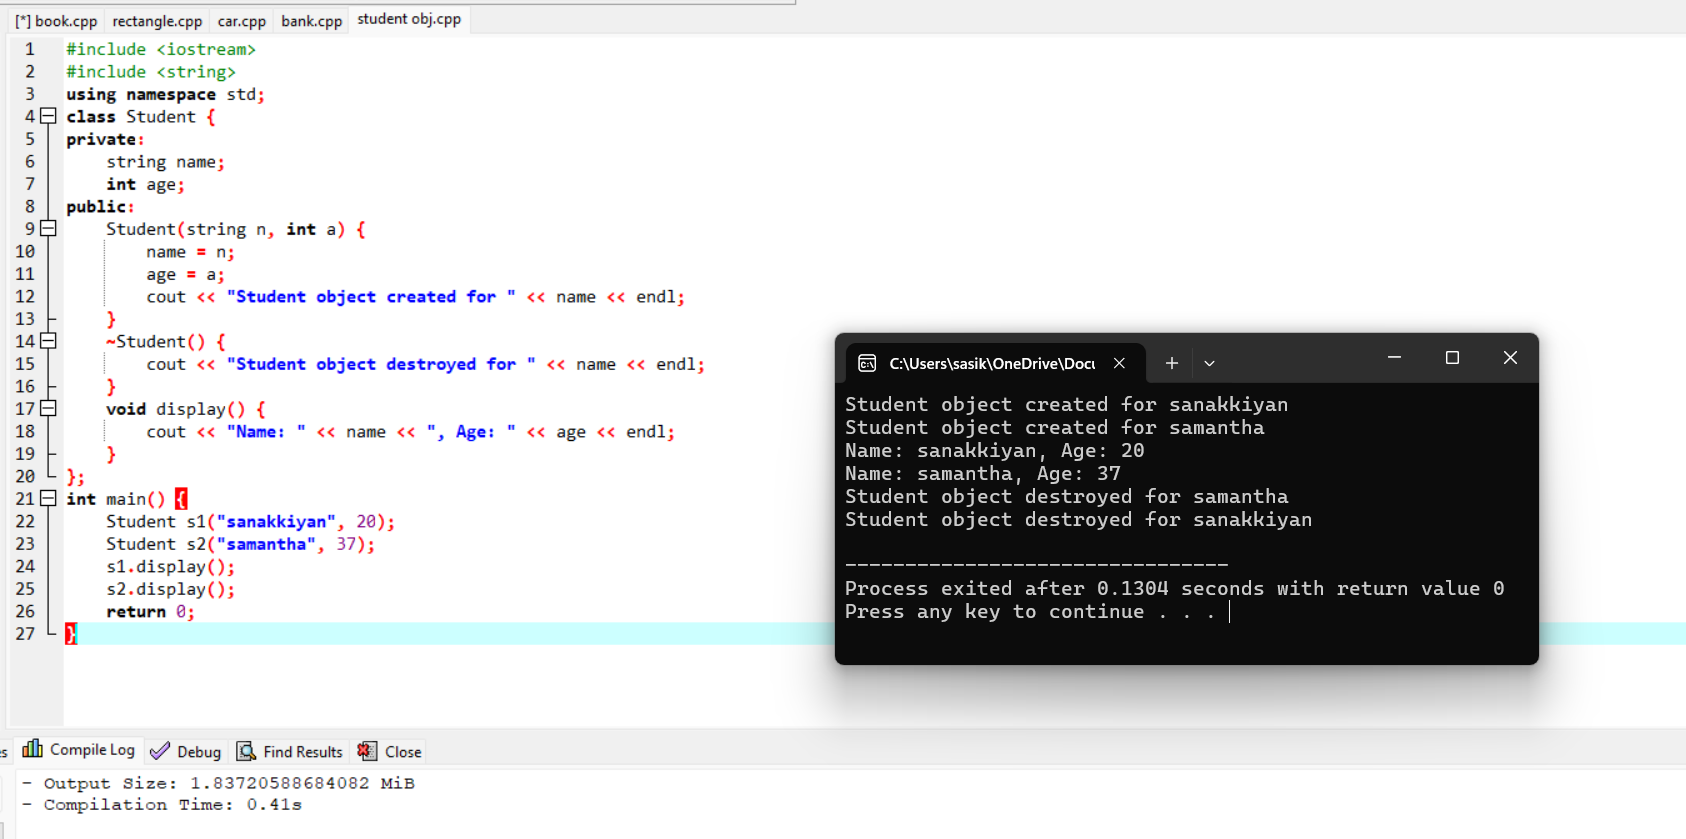 [*] book.cpp rectangle.cpp car.cpp bank.cpp student obj.cpp
1 #include <iostream>
2 #include <string>
3 using namespace std;
4 class Student {
5 private:
6 string name;
7 int age;
8 public:
9 Student(string n, int a) {
10 name = n;
11 age = a;
12 cout << "Student object created for " << name << endl;
13 }
14 ~Student() {
15 cout << "Student object destroyed for " << name << endl;
16 }
17 void display() {
18 cout << "Name: " << name << ", Age: " << age << endl;
19 }
20 };
21 int main() {
22 Student s1("sanakkiyan", 20);
23 Student s2("samantha", 37);
24 s1.display();
25 s2.display();
26 return 0;
27 }
C:\Users\sasik\OneDrive\Docu
Student object created for sanakkiyan
Student object created for samantha
Name: sanakkiyan, Age: 20
Name: samantha, Age: 37
Student object destroyed for samantha
Student object destroyed for sanakkiyan
--------------------------------
Process exited after 0.1304 seconds with return value 0
Press any key to continue . . .
es Compile Log Debug Find Results Close
- Output Size: 1.83720588684082 MiB
- Compilation Time: 0.41s